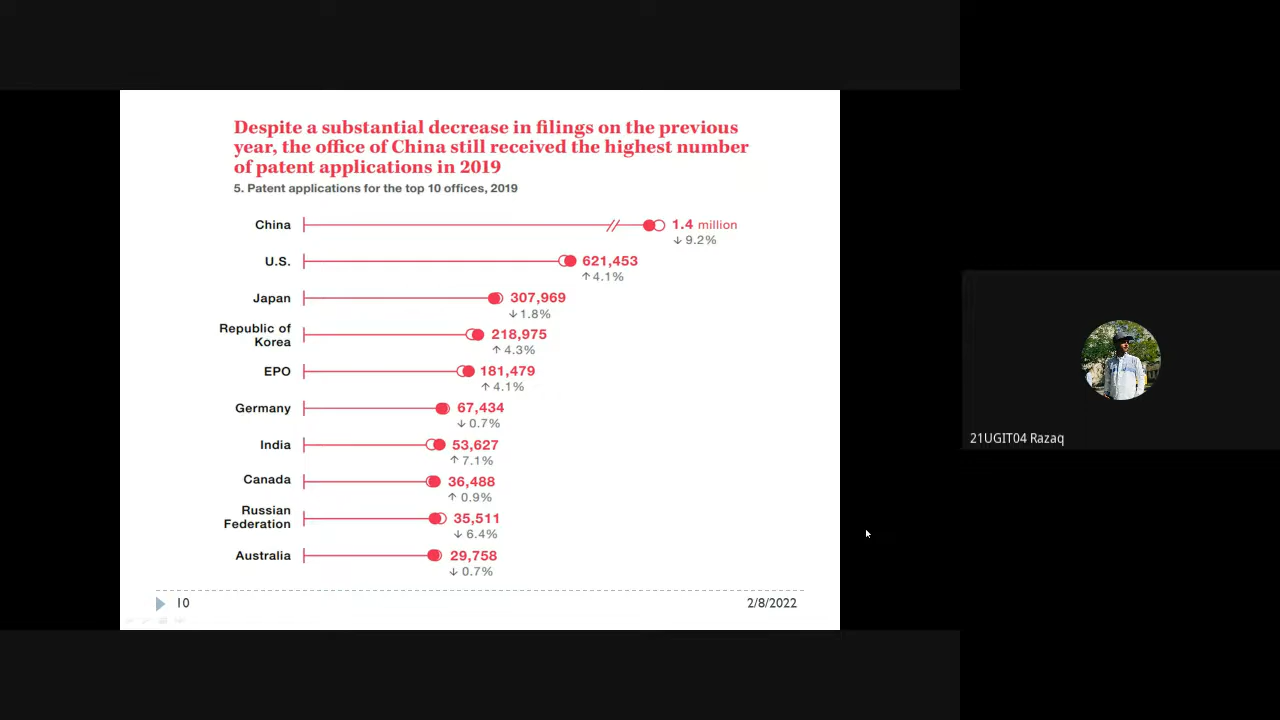 Despite a substantial decrease in filings on the previous
year, the office of China still received the highest number
of patent applications in 2019
5. Patent applications for the top 10 offices, 2019
China 1.4 million
↓ 9.2%
U.S. 621,453
↑ 4.1%
Japan 307,969
↓ 1.8%
Republic of
Korea 218,975
↑ 4.3%
EPO 181,479
↑ 4.1%
Germany 67,434
↓ 0.7%
India 53,627
↑ 7.1%
Canada 36,488
↑ 0.9%
Russian
Federation 35,511
↓ 6.4%
Australia 29,758
↓ 0.7%
10 2/8/2022
21UGIT04 Razaq